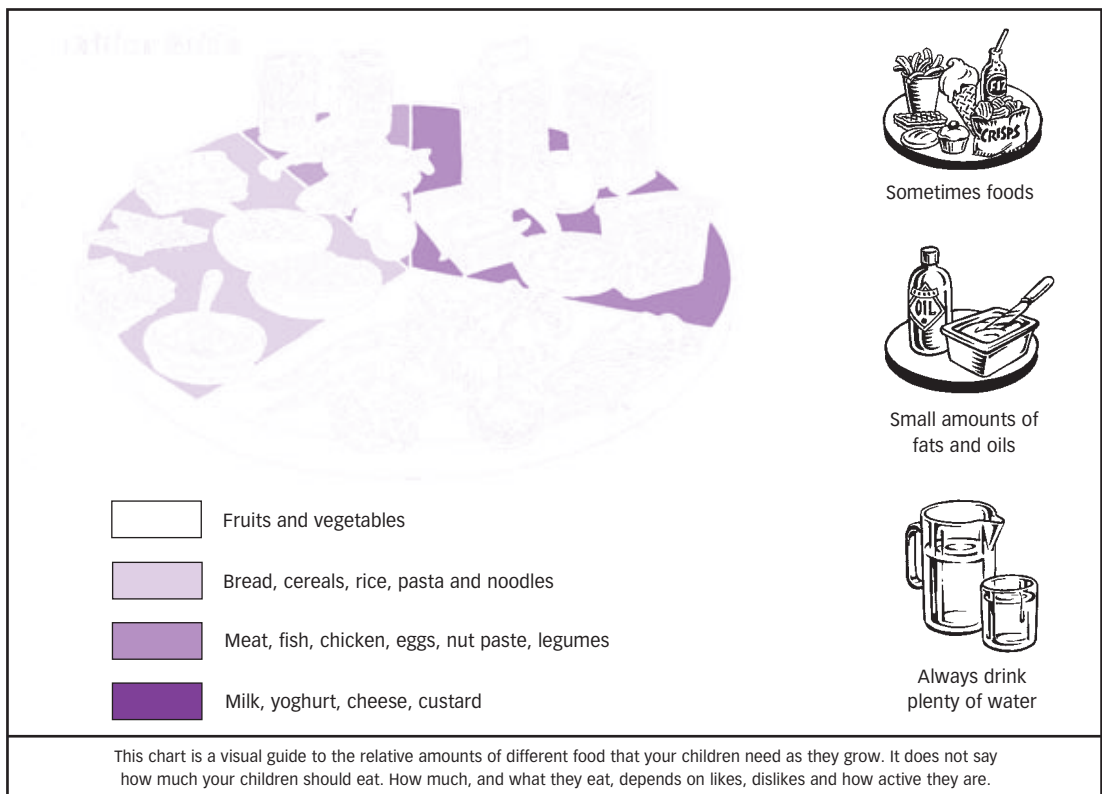 CRISPS
Sometimes foods
OIL
Small amounts of
fats and oils
Fruits and vegetables
Bread, cereals, rice, pasta and noodles
Meat, fish, chicken, eggs, nut paste, legumes
Milk, yoghurt, cheese, custard
Always drink
plenty of water
This chart is a visual guide to the relative amounts of different food that your children need as they grow. It does not say
how much your children should eat. How much, and what they eat, depends on likes, dislikes and how active they are.